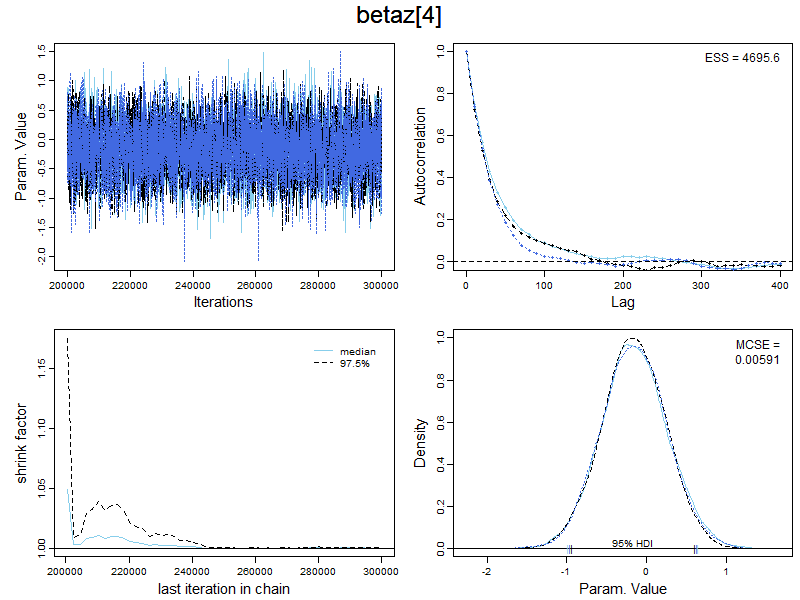 betaz[4]
Param. Value
-2.0 -1.5 -1.0 -0.5 0.0 0.5 1.0 1.5
200000 220000 240000 260000 280000 300000
Iterations
Autocorrelation
0.0 0.2 0.4 0.6 0.8 1.0
ESS = 4695.6
0 100 200 300 400
Lag
shrink factor
1.00 1.05 1.10 1.15
median
97.5%
200000 220000 240000 260000 280000 300000
last iteration in chain
Density
0.0 0.2 0.4 0.6 0.8 1.0
MCSE =
0.00591
95% HDI
-2 -1 0 1
Param. Value